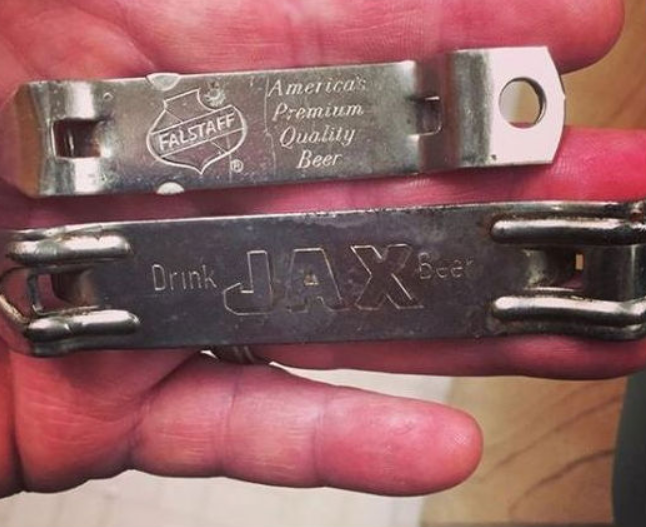 FALSTAFF
®
America's
Premium
Quality
Beer
Drink JAX Beer